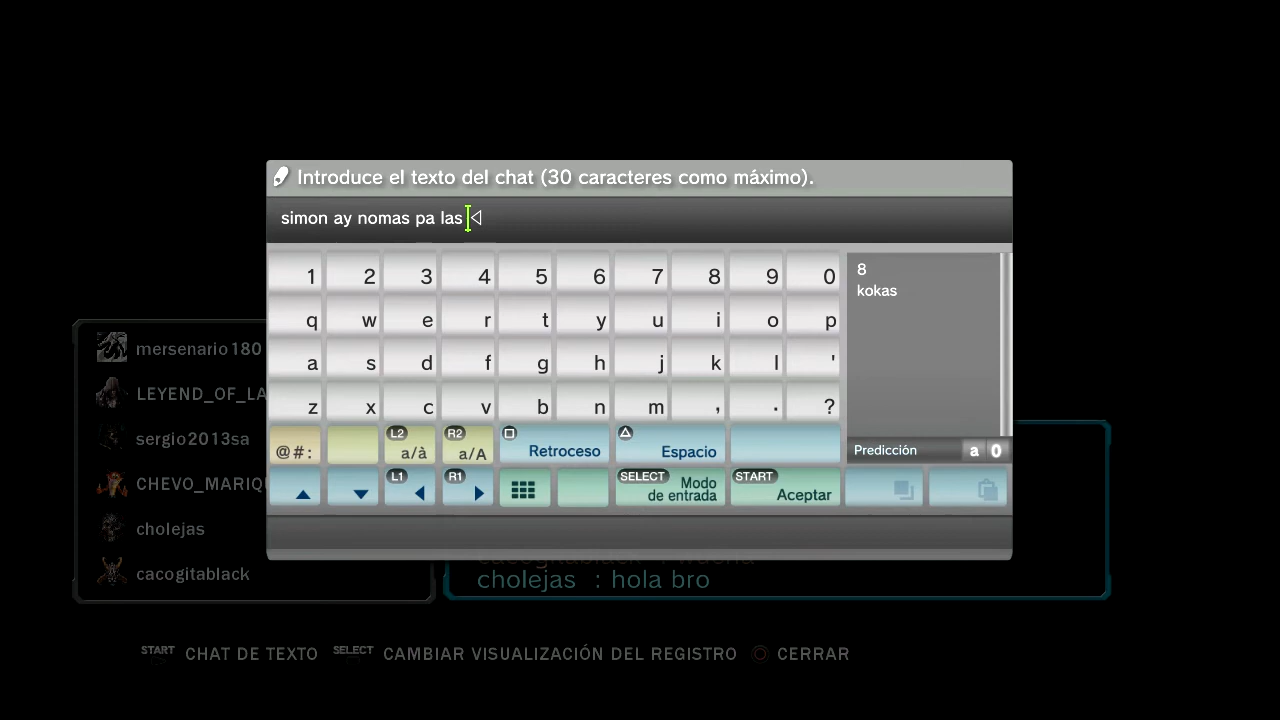 Introduce el texto del chat (30 caracteres como máximo).
simon ay nomas pa las
1 2 3 4 5 6 7 8 9 0
q w e r t y u i o p
a s d f g h j k l '
z x c v b n m , . ?
8
kokas
@#: L2 a/à R2 a/A Retroceso Espacio
Predicción a 0
L1 R1 SELECT Modo de entrada START Aceptar
mersenario180
LEYEND_OF_LA
sergio2013sa
CHEVO_MARIQ
cholejas
cacogitablack
cacogitablack :
cholejas : hola bro
START CHAT DE TEXTO SELECT CAMBIAR VISUALIZACIÓN DEL REGISTRO CERRAR